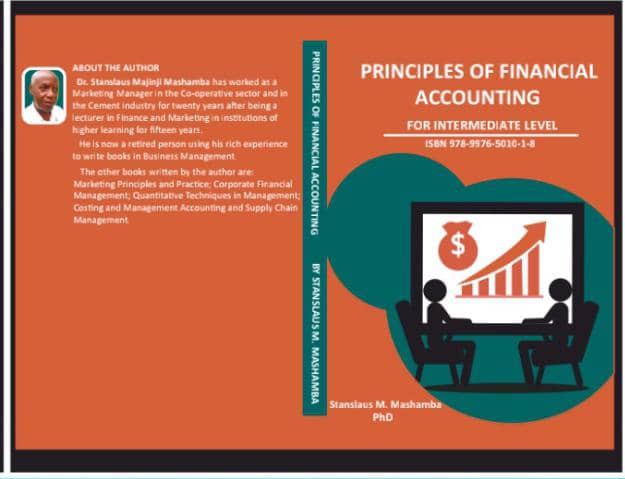 ABOUT THE AUTHOR
Dr. Stanslaus Majinji Mashamba has worked as a
Marketing Manager in the Co-operative sector and in
the Cement industry for twenty years after being a
lecturer in Finance and Marketing in institutions of
higher learning for fifteen years.
He is now a retired person using his rich experience
to write books in Business Management
The other books written by the author are:
Marketing Principles and Practice; Corporate Financial
Management; Quantitative Techniques in Management;
Costing and Management Accounting and Supply Chain
Management
PRINCIPLES OF FINANCIAL ACCOUNTING BY STANSLAUS M. MASHAMBA
PRINCIPLES OF FINANCIAL
ACCOUNTING
FOR INTERMEDIATE LEVEL
ISBN 978-9976-5010-1-8
$
Stanslaus M. Mashamba
PhD